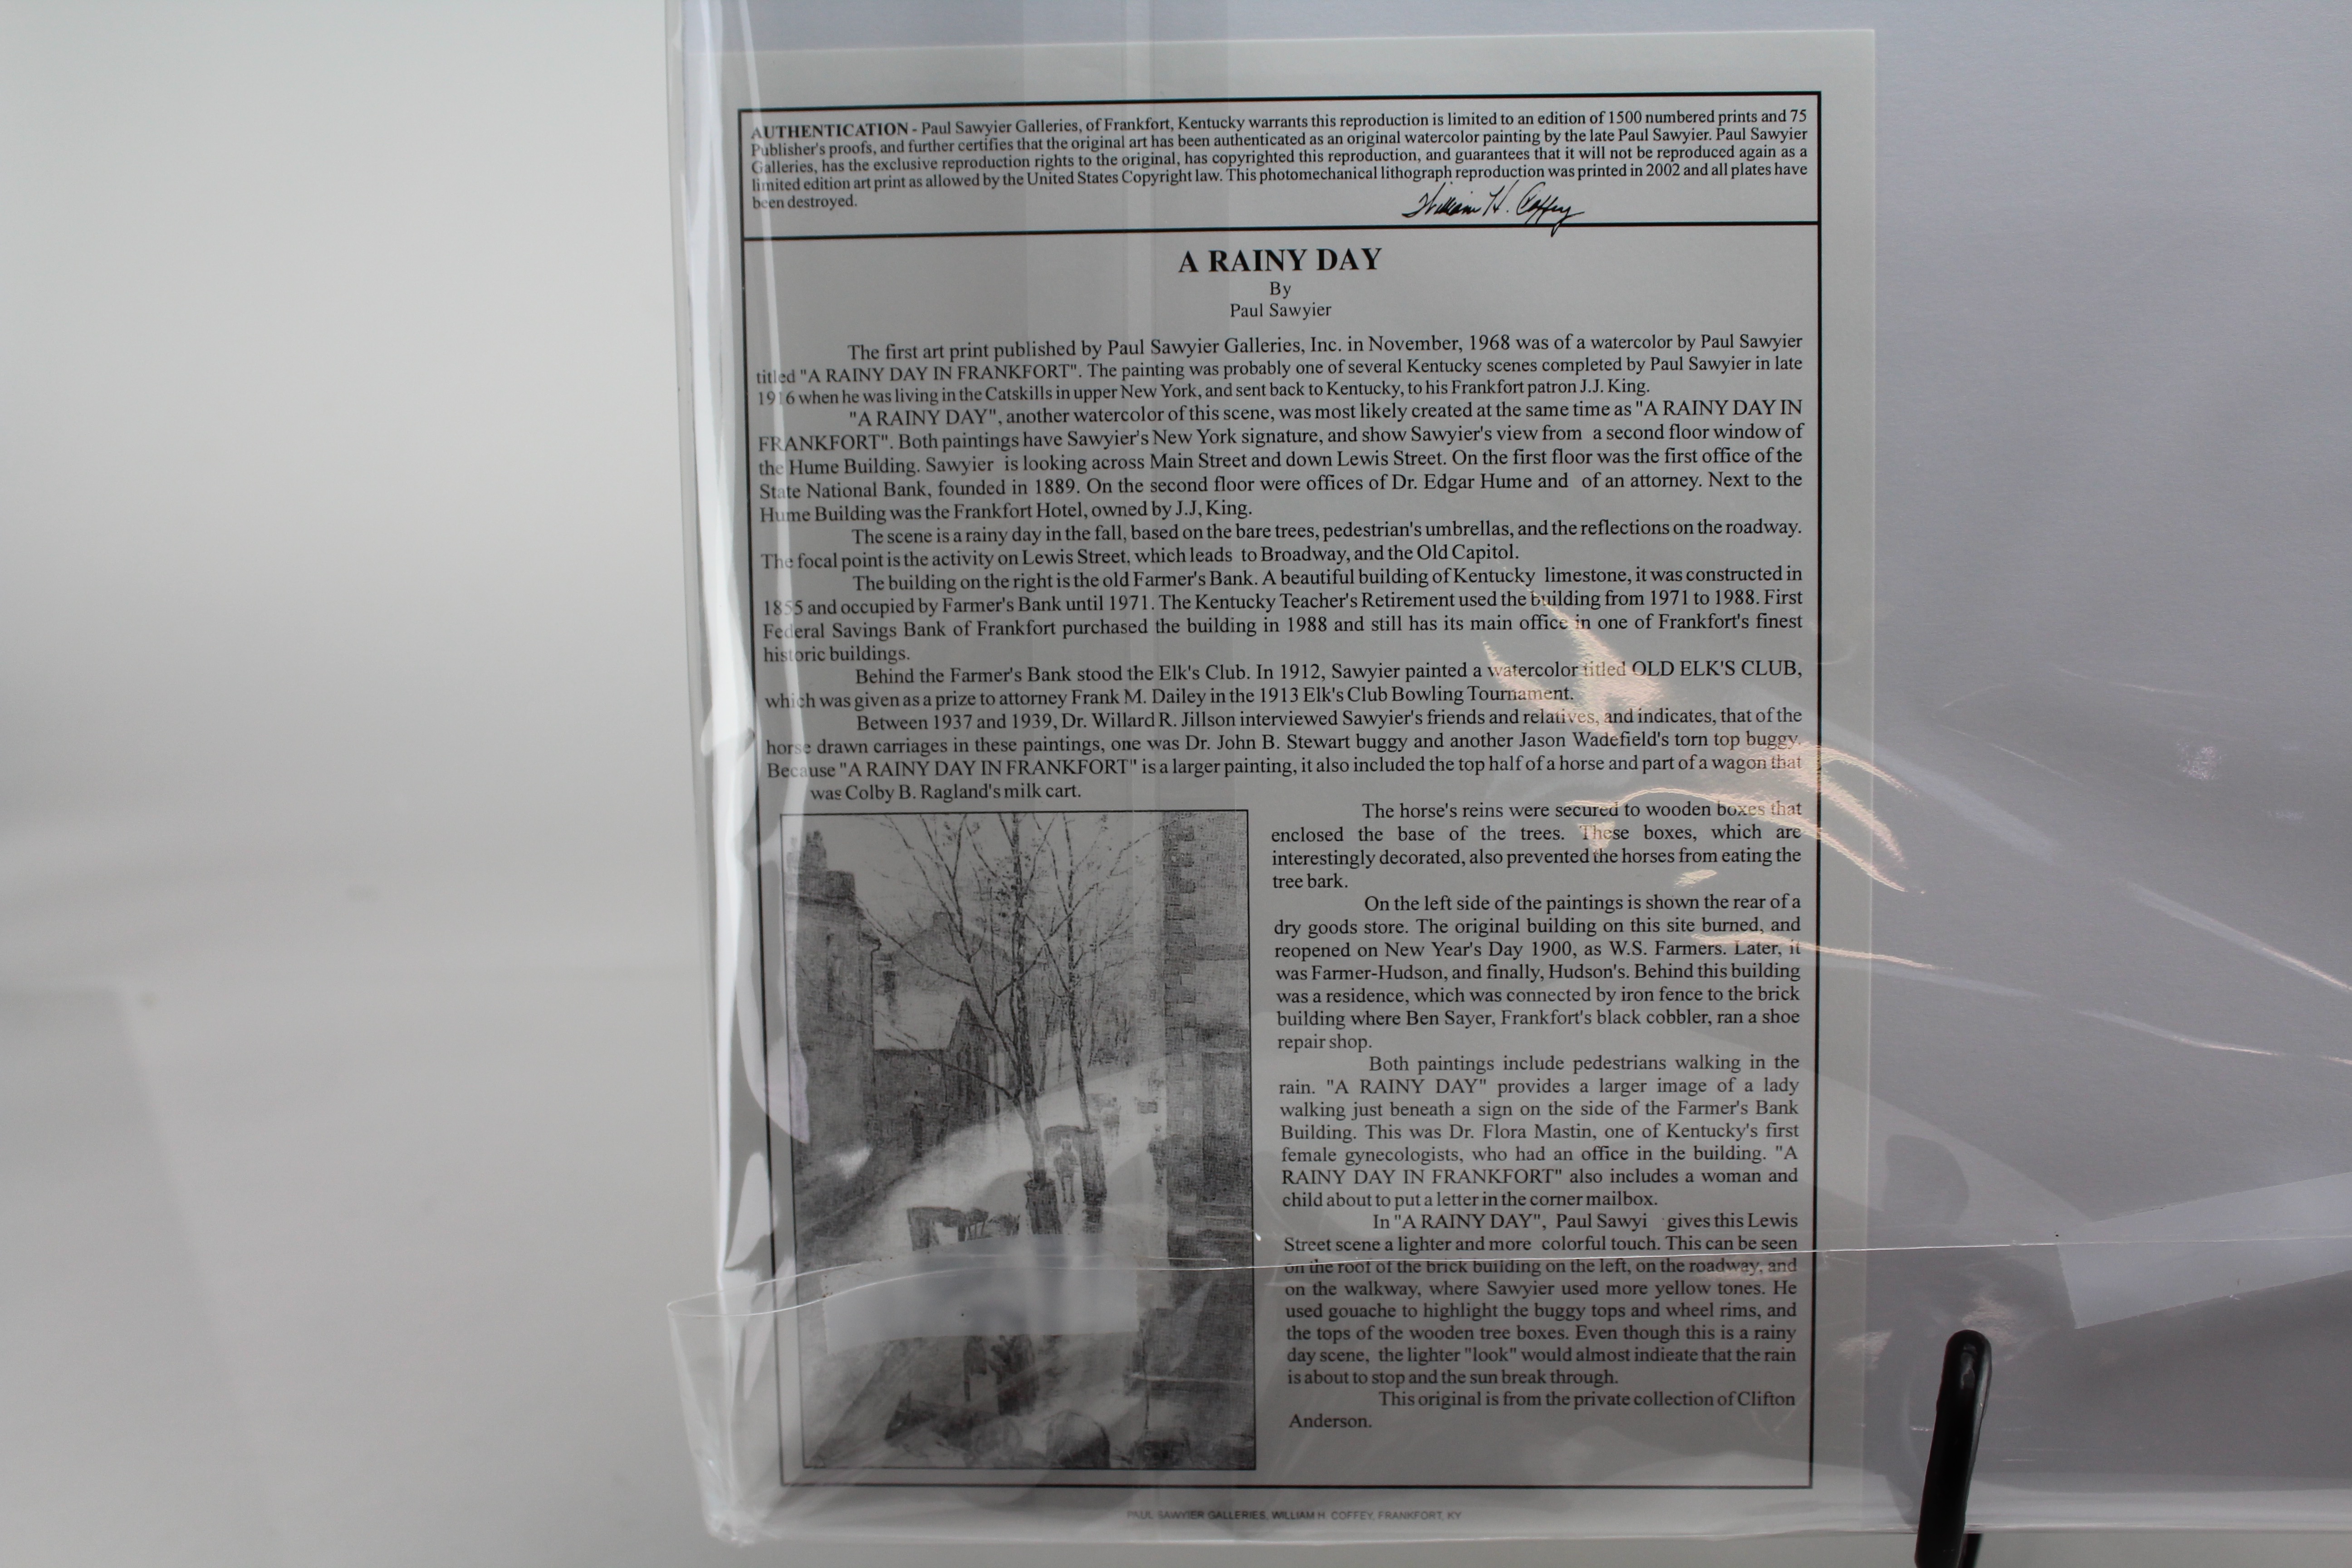 AUTHENTICATION - Paul Sawyier Galleries, of Frankfort, Kentucky warrants this reproduction is limited to an edition of 1500 numbered prints and 75
Publisher's proofs, and further certifies that the original art has been authenticated as an original watercolor painting by the late Paul Sawyier. Paul Sawyier
Galleries, has the exclusive reproduction rights to the original, has copyrighted this reproduction, and guarantees that it will not be reproduced again as a
limited edition art print as allowed by the United States Copyright law. This photomechanical lithograph reproduction was printed in 2002 and all plates have
been destroyed.
William H. Coffey
A RAINY DAY
By
Paul Sawyier
The first art print published by Paul Sawyier Galleries, Inc. in November, 1968 was of a watercolor by Paul Sawyier
titled "A RAINY DAY IN FRANKFORT". The painting was probably one of several Kentucky scenes completed by Paul Sawyier in late
1916 when he was living in the Catskills in upper New York, and sent back to Kentucky, to his Frankfort patron J.J. King.
"A RAINY DAY", another watercolor of this scene, was most likely created at the same time as "A RAINY DAY IN
FRANKFORT". Both paintings have Sawyier's New York signature, and show Sawyier's view from a second floor window of
the Hume Building. Sawyier is looking across Main Street and down Lewis Street. On the first floor was the first office of the
State National Bank, founded in 1889. On the second floor were offices of Dr. Edgar Hume and of an attorney. Next to the
Hume Building was the Frankfort Hotel, owned by J.J, King.
The scene is a rainy day in the fall, based on the bare trees, pedestrian's umbrellas, and the reflections on the roadway.
The focal point is the activity on Lewis Street, which leads to Broadway, and the Old Capitol.
The building on the right is the old Farmer's Bank. A beautiful building of Kentucky limestone, it was constructed in
1855 and occupied by Farmer's Bank until 1971. The Kentucky Teacher's Retirement used the building from 1971 to 1988. First
Federal Savings Bank of Frankfort purchased the building in 1988 and still has its main office in one of Frankfort's finest
historic buildings.
Behind the Farmer's Bank stood the Elk's Club. In 1912, Sawyier painted a watercolor titled OLD ELK'S CLUB,
which was given as a prize to attorney Frank M. Dailey in the 1913 Elk's Club Bowling Tournament.
Between 1937 and 1939, Dr. Willard R. Jillson interviewed Sawyier's friends and relatives, and indicates, that of the
horse drawn carriages in these paintings, one was Dr. John B. Stewart buggy and another Jason Wadefield's torn top buggy.
Because "A RAINY DAY IN FRANKFORT" is a larger painting, it also included the top half of a horse and part of a wagon that
was Colby B. Ragland's milk cart.
The horse's reins were secured to wooden boxes that
enclosed the base of the trees. These boxes, which are
interestingly decorated, also prevented the horses from eating the
tree bark.
On the left side of the paintings is shown the rear of a
dry goods store. The original building on this site burned, and
reopened on New Year's Day 1900, as W.S. Farmers. Later, it
was Farmer-Hudson, and finally, Hudson's. Behind this building
was a residence, which was connected by iron fence to the brick
building where Ben Sayer, Frankfort's black cobbler, ran a shoe
repair shop.
Both paintings include pedestrians walking in the
rain. "A RAINY DAY" provides a larger image of a lady
walking just beneath a sign on the side of the Farmer's Bank
Building. This was Dr. Flora Mastin, one of Kentucky's first
female gynecologists, who had an office in the building. "A
RAINY DAY IN FRANKFORT" also includes a woman and
child about to put a letter in the corner mailbox.
In "A RAINY DAY", Paul Sawyi gives this Lewis
Street scene a lighter and more colorful touch. This can be seen
on the roof of the brick building on the left, on the roadway, and
on the walkway, where Sawyier used more yellow tones. He
used gouache to highlight the buggy tops and wheel rims, and
the tops of the wooden tree boxes. Even though this is a rainy
day scene, the lighter "look" would almost indieate that the rain
is about to stop and the sun break through.
This original is from the private collection of Clifton
Anderson.
PAUL SAWYIER GALLERIES, WILLIAM H. COFFEY, FRANKFORT, KY